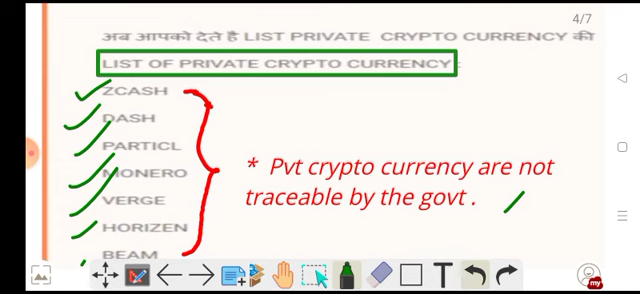 4/7
अब आपको देते है LIST PRIVATE CRYPTO CURRENCY की
LIST OF PRIVATE CRYPTO CURRENCY :
ZCASH
DASH
PARTICL
MONERO
VERGE
HORIZEN
BEAM
* Pvt crypto currency are not
traceable by the govt .
T
my